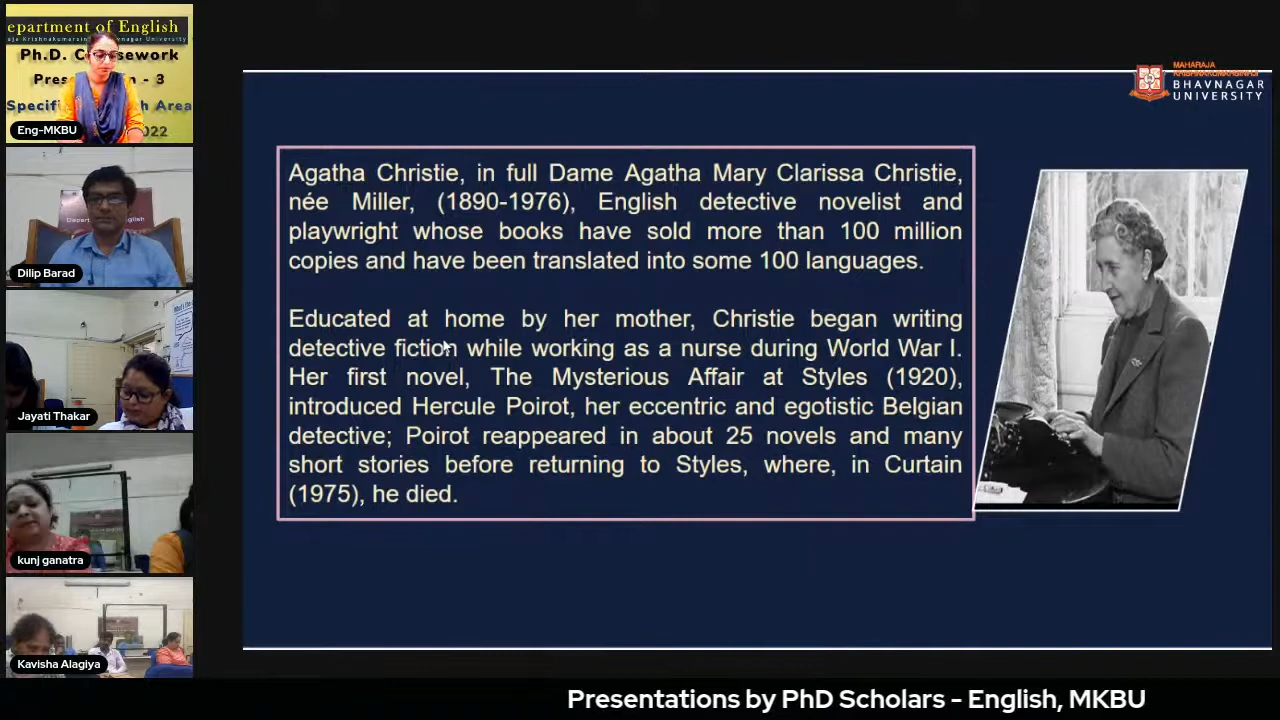 epartment of English
Ph.D. C
Pres
- 3
Specifi
h Area
2022
Eng-MKBU
Dilip Barad
Jayati Thakar
kunj ganatra
Kavisha Alagiya
MAHARAJA
KRISHNAKUMARSINHJI
BHAVNAGAR
UNIVERSITY
Agatha Christie, in full Dame Agatha Mary Clarissa Christie,
née Miller, (1890-1976), English detective novelist and
playwright whose books have sold more than 100 million
copies and have been translated into some 100 languages.
Educated at home by her mother, Christie began writing
detective fiction while working as a nurse during World War I.
Her first novel, The Mysterious Affair at Styles (1920),
introduced Hercule Poirot, her eccentric and egotistic Belgian
detective; Poirot reappeared in about 25 novels and many
short stories before returning to Styles, where, in Curtain
(1975), he died.
Presentations by PhD Scholars - English, MKBU